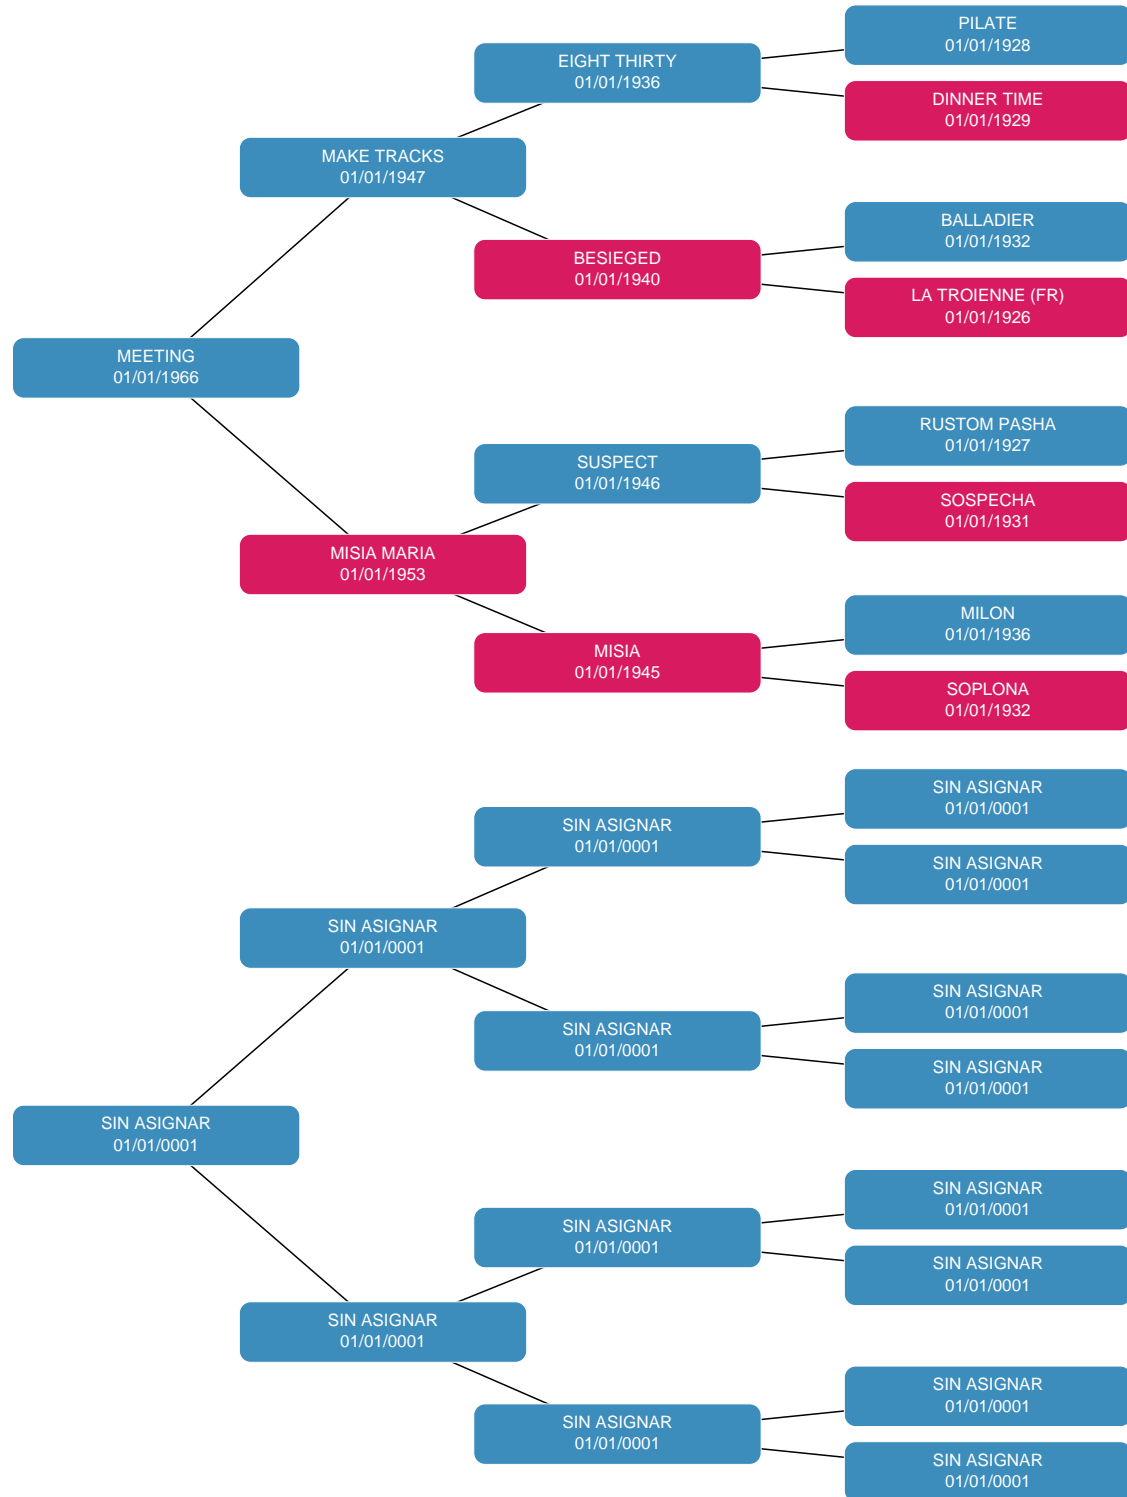 PILATE
01/01/1928
EIGHT THIRTY
01/01/1936
DINNER TIME
01/01/1929
MAKE TRACKS
01/01/1947
BALLADIER
01/01/1932
BESIEGED
01/01/1940
LA TROIENNE (FR)
01/01/1926
MEETING
01/01/1966
RUSTOM PASHA
01/01/1927
SUSPECT
01/01/1946
SOSPECHA
01/01/1931
MISIA MARIA
01/01/1953
MILON
01/01/1936
MISIA
01/01/1945
SOPLONA
01/01/1932
SIN ASIGNAR
01/01/0001
SIN ASIGNAR
01/01/0001
SIN ASIGNAR
01/01/0001
SIN ASIGNAR
01/01/0001
SIN ASIGNAR
01/01/0001
SIN ASIGNAR
01/01/0001
SIN ASIGNAR
01/01/0001
SIN ASIGNAR
01/01/0001
SIN ASIGNAR
01/01/0001
SIN ASIGNAR
01/01/0001
SIN ASIGNAR
01/01/0001
SIN ASIGNAR
01/01/0001
SIN ASIGNAR
01/01/0001
SIN ASIGNAR
01/01/0001
SIN ASIGNAR
01/01/0001